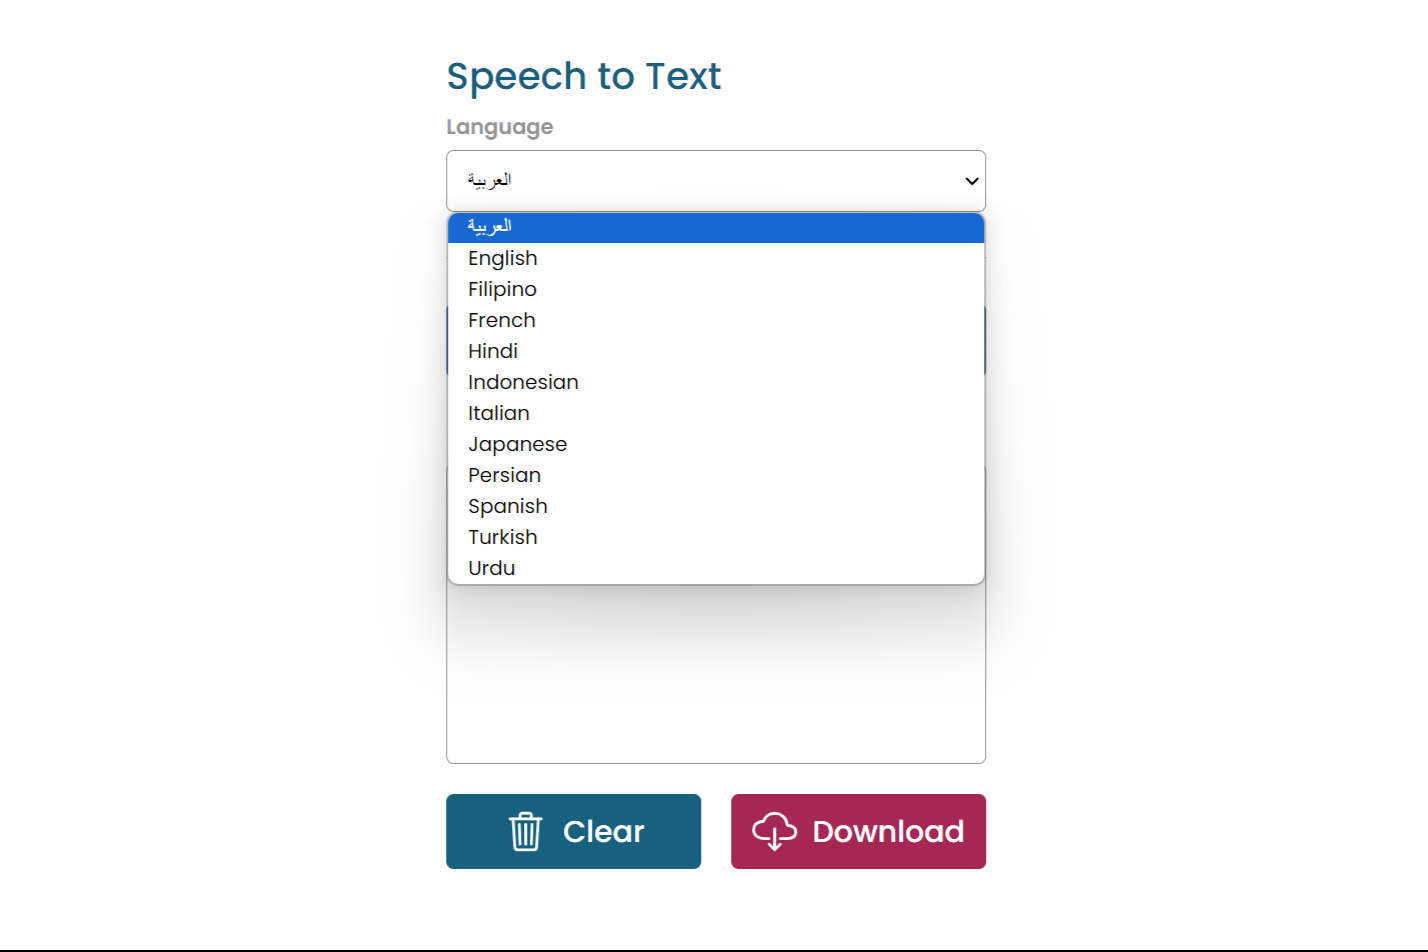 Speech to Text
Language
العربية
العربية
English
Filipino
French
Hindi
Indonesian
Italian
Japanese
Persian
Spanish
Turkish
Urdu
Clear
Download